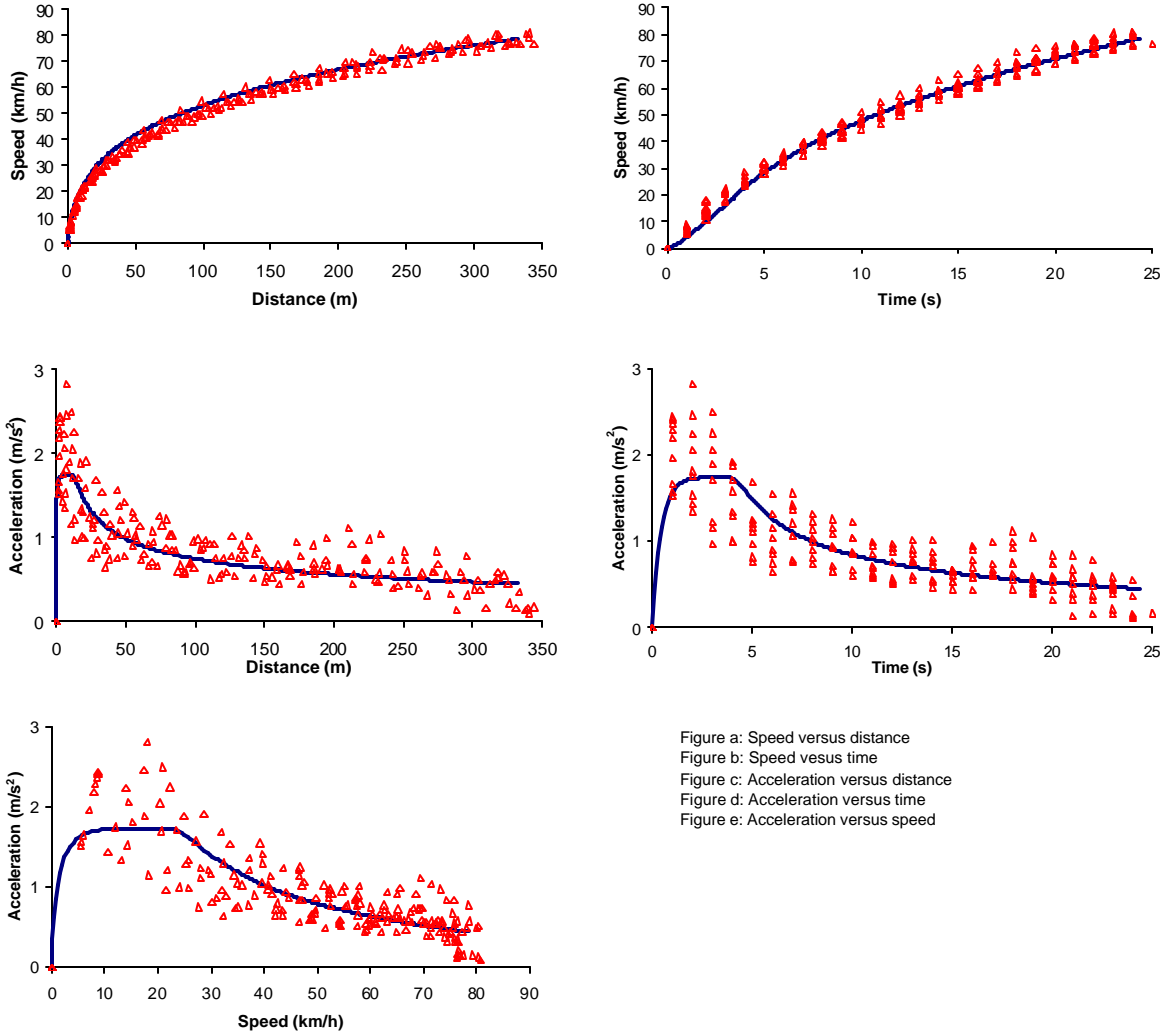 Speed (km/h)
90
80
70
60
50
40
30
20
10
0
0 50 100 150 200 250 300 350
Distance (m)
Speed (km/h)
90
80
70
60
50
40
30
20
10
0
0 5 10 15 20 25
Time (s)
Acceleration (m/s²)
3
2
1
0
0 50 100 150 200 250 300 350
Distance (m)
Acceleration (m/s²)
3
2
1
0
0 5 10 15 20 25
Time (s)
Acceleration (m/s²)
3
2
1
0
0 10 20 30 40 50 60 70 80 90
Speed (km/h)
Figure a: Speed versus distance
Figure b: Speed vesus time
Figure c: Acceleration versus distance
Figure d: Acceleration versus time
Figure e: Acceleration versus speed